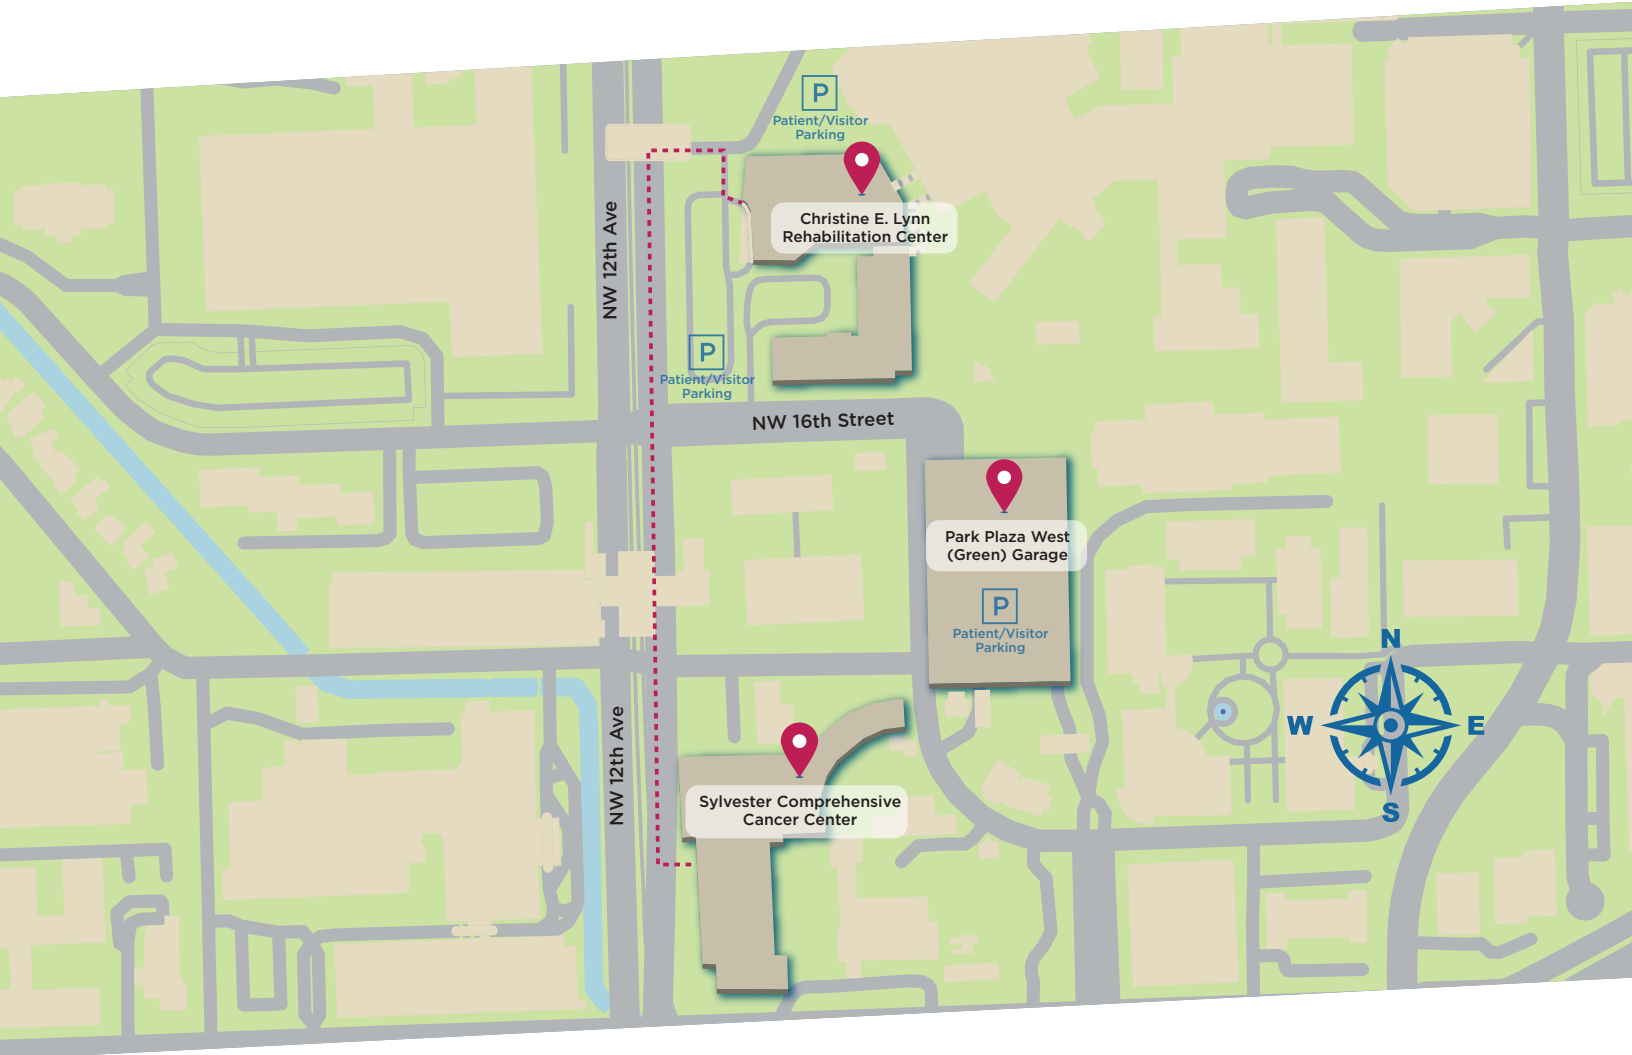 P
Patient/Visitor
Parking
Christine E. Lynn
Rehabilitation Center
NW 12th Ave
P
Patient/Visitor
Parking
NW 16th Street
Park Plaza West
(Green) Garage
P
Patient/Visitor
Parking
N
W
E
S
NW 12th Ave
Sylvester Comprehensive
Cancer Center